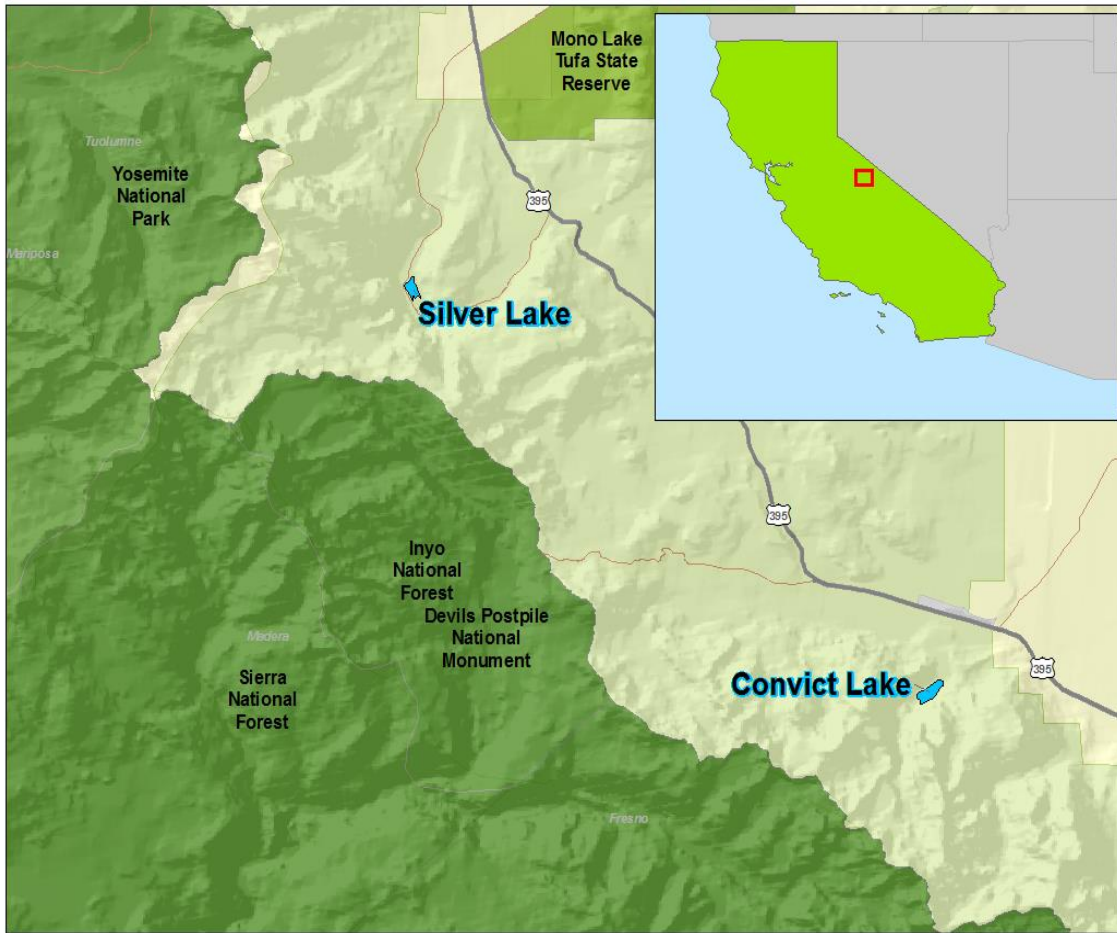 Mono Lake
Tufa State
Reserve
Tuolumne
Yosemite
National
Park
395
Mariposa
Silver Lake
395
Inyo
National
Forest
Devils Postpile
National
Monument
Madera
Sierra
National
Forest
395
Convict Lake
Fresno